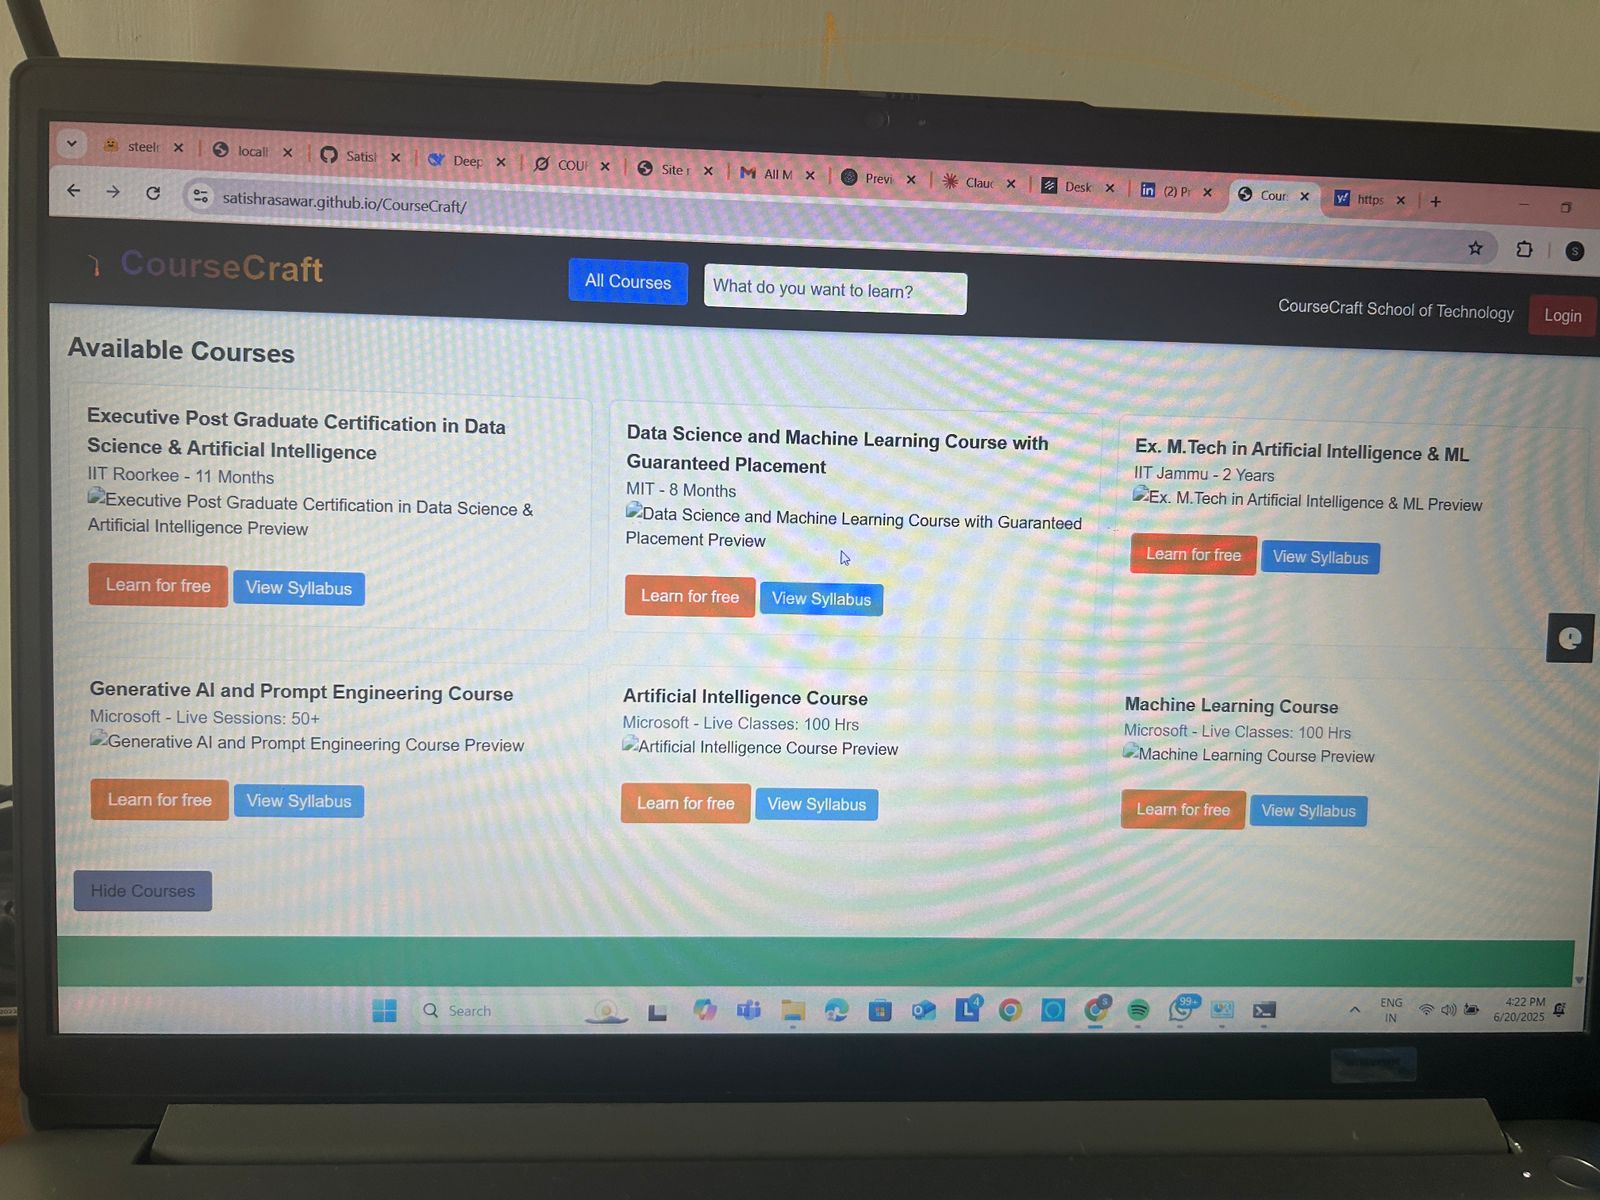 steelr
locall
Satisl
Deep
COUI
Site r
All M
Previ
Clauc
Desk
in (2) Pr
Cour
y! https
satishrasawar.github.io/CourseCraft/
S
CourseCraft
All Courses
What do you want to learn?
CourseCraft School of Technology
Login
Available Courses
Executive Post Graduate Certification in Data
Science & Artificial Intelligence
IIT Roorkee - 11 Months
Executive Post Graduate Certification in Data Science &
Artificial Intelligence Preview
Learn for free
View Syllabus
Data Science and Machine Learning Course with
Guaranteed Placement
MIT - 8 Months
Data Science and Machine Learning Course with Guaranteed
Placement Preview
Learn for free
View Syllabus
Ex. M.Tech in Artificial Intelligence & ML
IIT Jammu - 2 Years
Ex. M.Tech in Artificial Intelligence & ML Preview
Learn for free
View Syllabus
Generative AI and Prompt Engineering Course
Microsoft - Live Sessions: 50+
Generative AI and Prompt Engineering Course Preview
Learn for free
View Syllabus
Artificial Intelligence Course
Microsoft - Live Classes: 100 Hrs
Artificial Intelligence Course Preview
Learn for free
View Syllabus
Machine Learning Course
Microsoft - Live Classes: 100 Hrs
Machine Learning Course Preview
Learn for free
View Syllabus
Hide Courses
Search
L
4
S
99+
ENG
IN
4:22 PM
6/20/2025